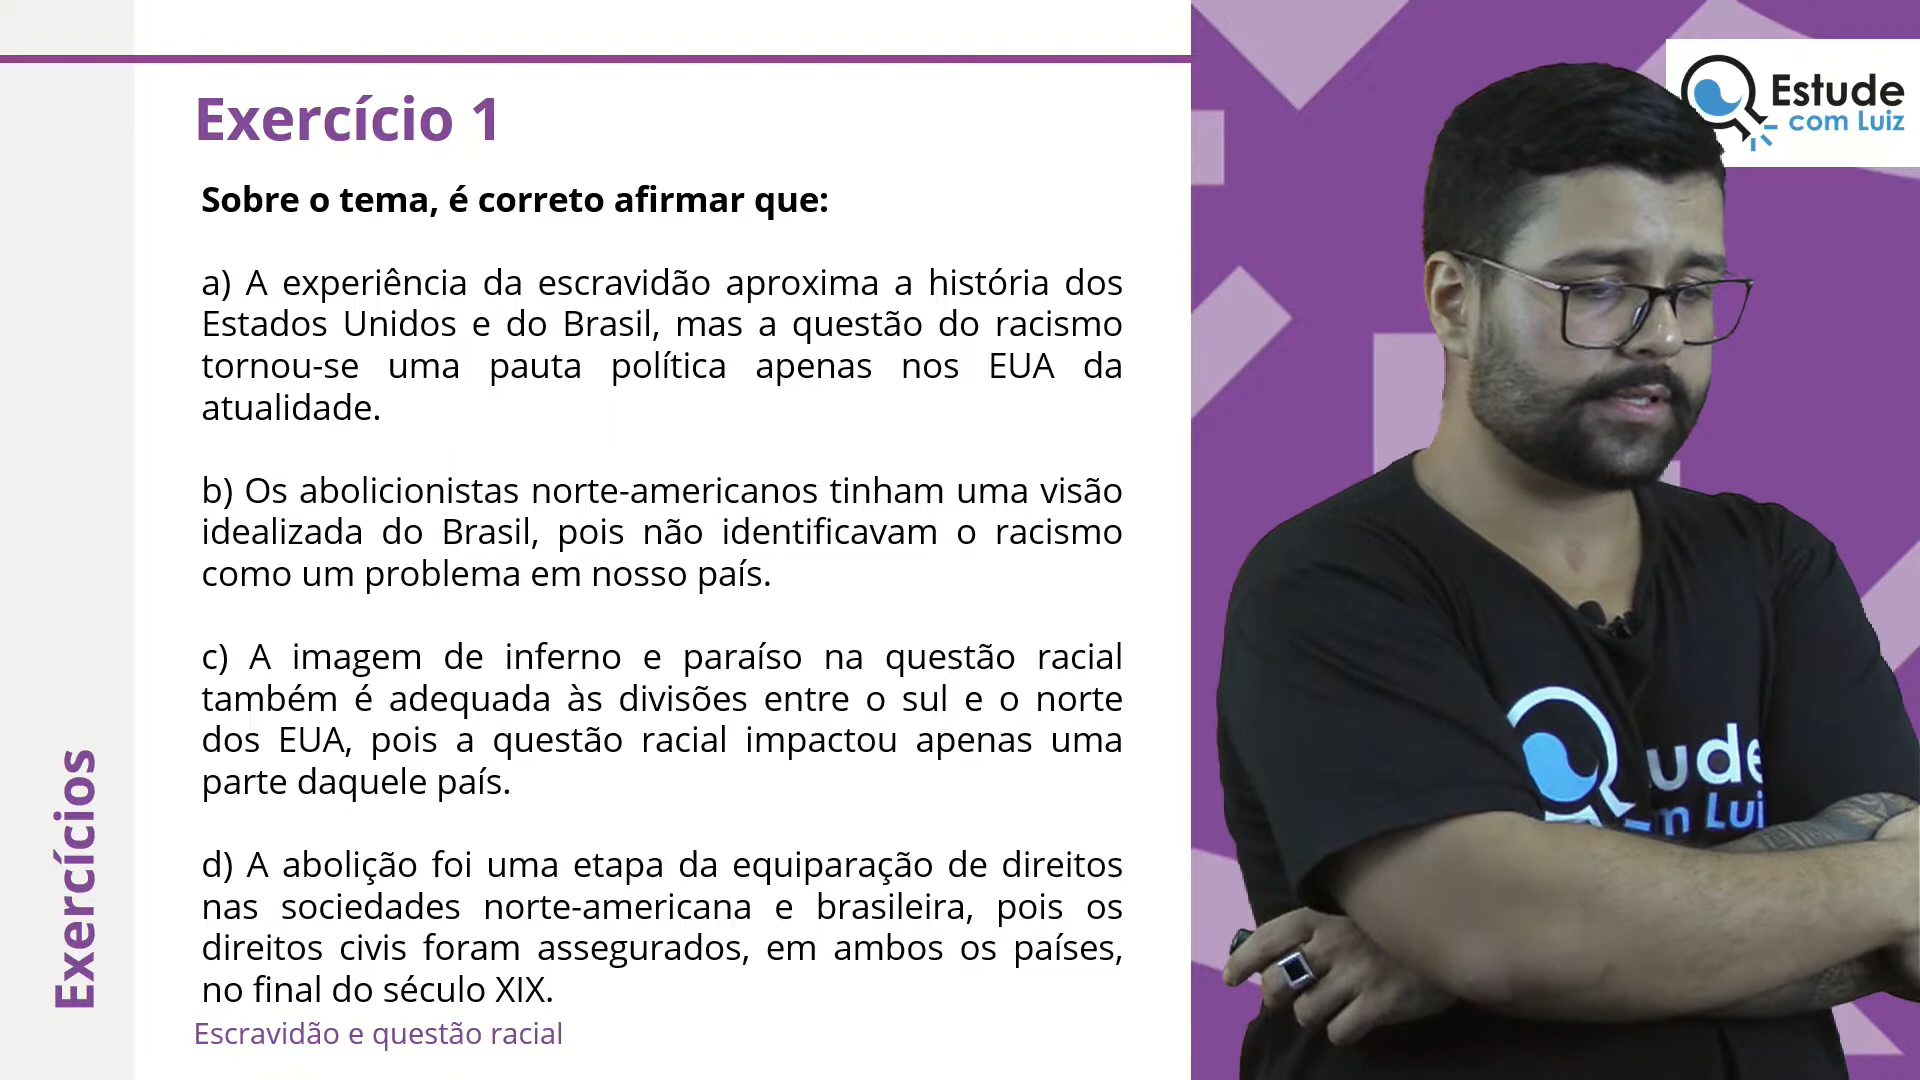 Exercício 1
Sobre o tema, é correto afirmar que:
a) A experiência da escravidão aproxima a história dos
Estados Unidos e do Brasil, mas a questão do racismo
tornou-se uma pauta política apenas nos EUA da
atualidade.
b) Os abolicionistas norte-americanos tinham uma visão
idealizada do Brasil, pois não identificavam o racismo
como um problema em nosso país.
c) A imagem de inferno e paraíso na questão racial
também é adequada às divisões entre o sul e o norte
dos EUA, pois a questão racial impactou apenas uma
parte daquele país.
d) A abolição foi uma etapa da equiparação de direitos
nas sociedades norte-americana e brasileira, pois os
direitos civis foram assegurados, em ambos os países,
no final do século XIX.
Escravidão e questão racial
Exercícios
Estude
com Luiz